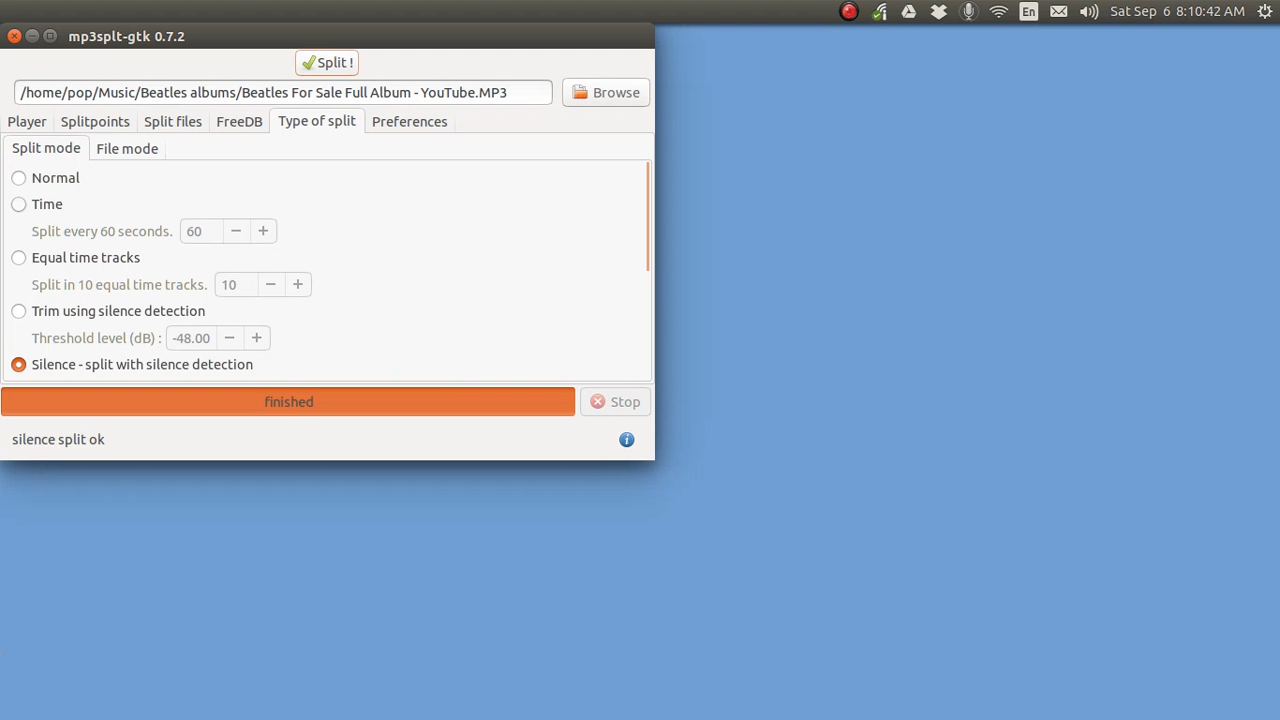 En
Sat Sep 6 8:10:42 AM
mp3splt-gtk 0.7.2
Split !
/home/pop/Music/Beatles albums/Beatles For Sale Full Album - YouTube.MP3
Browse
Player
Splitpoints
Split files
FreeDB
Type of split
Preferences
Split mode
File mode
Normal
Time
Split every 60 seconds. 60
Equal time tracks
Split in 10 equal time tracks. 10
Trim using silence detection
Threshold level (dB) : -48.00
Silence - split with silence detection
finished
Stop
silence split ok